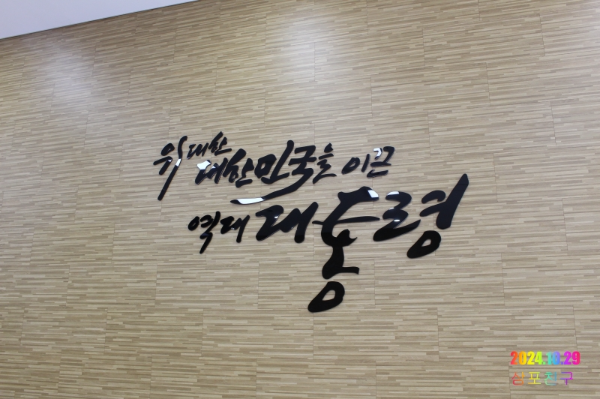 위대한
대한민국을 이끈
역대 대통령
2024.10.29
삼포친구